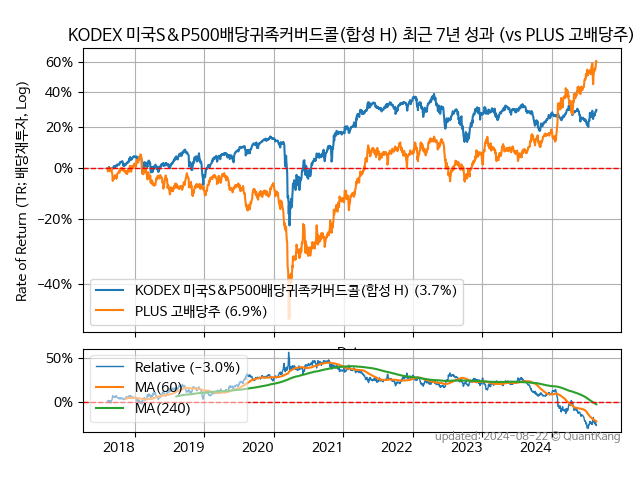 KODEX 미국S&P500배당귀족커버드콜(합성 H) 최근 7년 성과 (vs PLUS 고배당주)
Rate of Return (TR: 배당재투자, Log)
60%
40%
20%
0%
−20%
−40%
KODEX 미국S&P500배당귀족커버드콜(합성 H) (3.7%)
PLUS 고배당주 (6.9%)
50%
0%
Relative (−3.0%)
MA(60)
MA(240)
2018 2019 2020 2021 2022 2023 2024
updated: 2024-08-22 © QuantKang